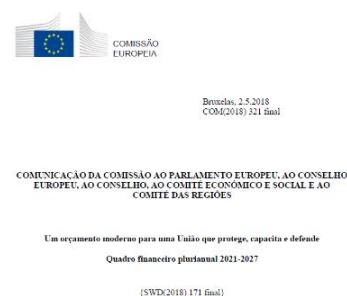 COMISSÃO
EUROPEIA
Bruxelas, 2.5.2018
COM(2018) 321 final
COMUNICAÇÃO DA COMISSÃO AO PARLAMENTO EUROPEU, AO CONSELHO
EUROPEU, AO CONSELHO, AO COMITÉ ECONÓMICO E SOCIAL E AO
COMITÉ DAS REGIÕES
Um orçamento moderno para uma União que protege, capacita e defende
Quadro financeiro plurianual 2021-2027
{SWD(2018) 171 final}